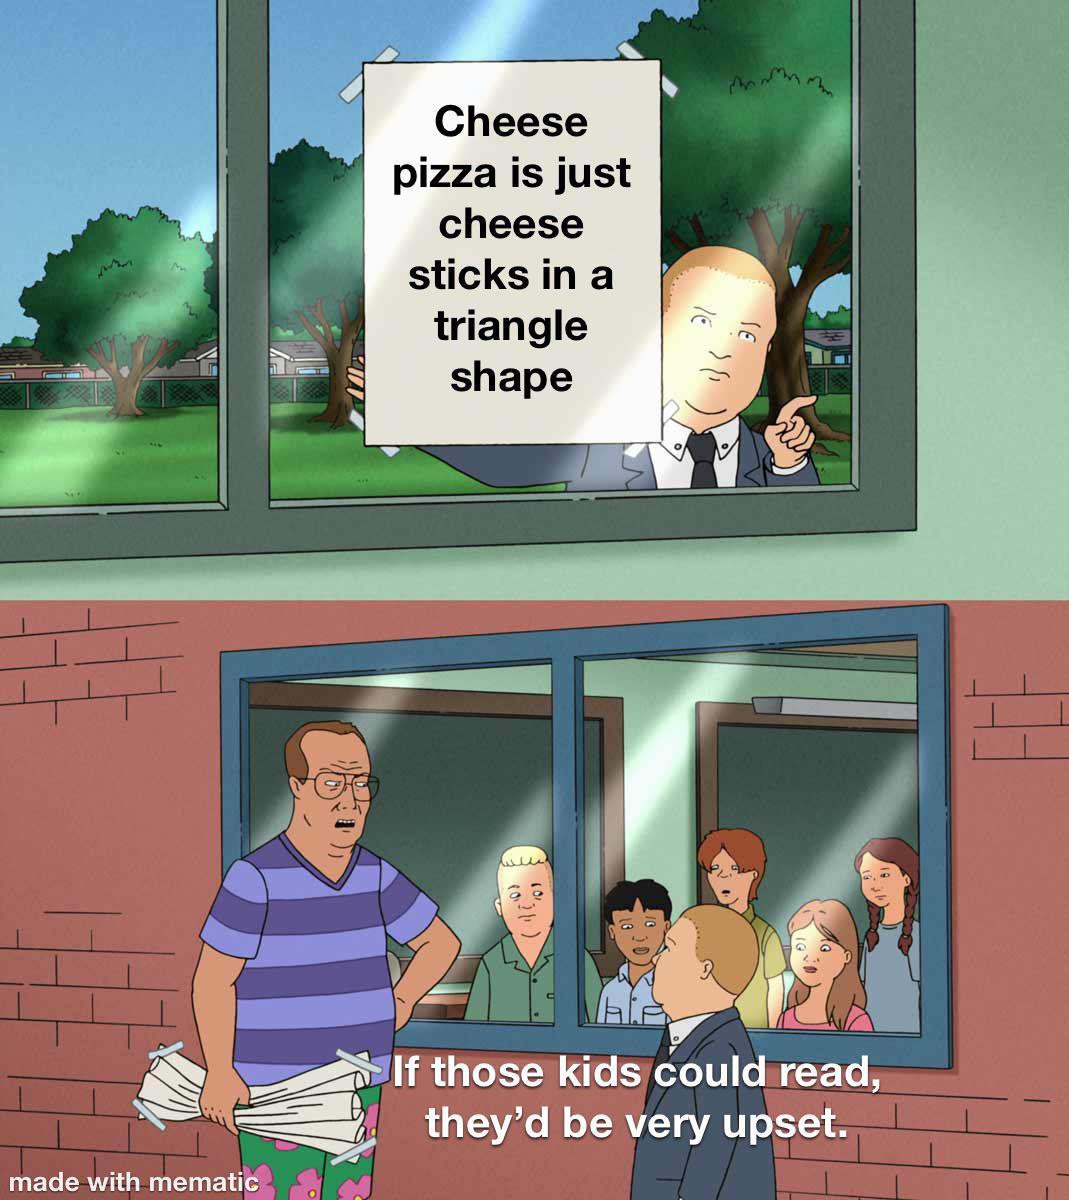 Cheese
pizza is just
cheese
sticks in a
triangle
shape
If those kids could read,
they'd be very upset.
made with mematic